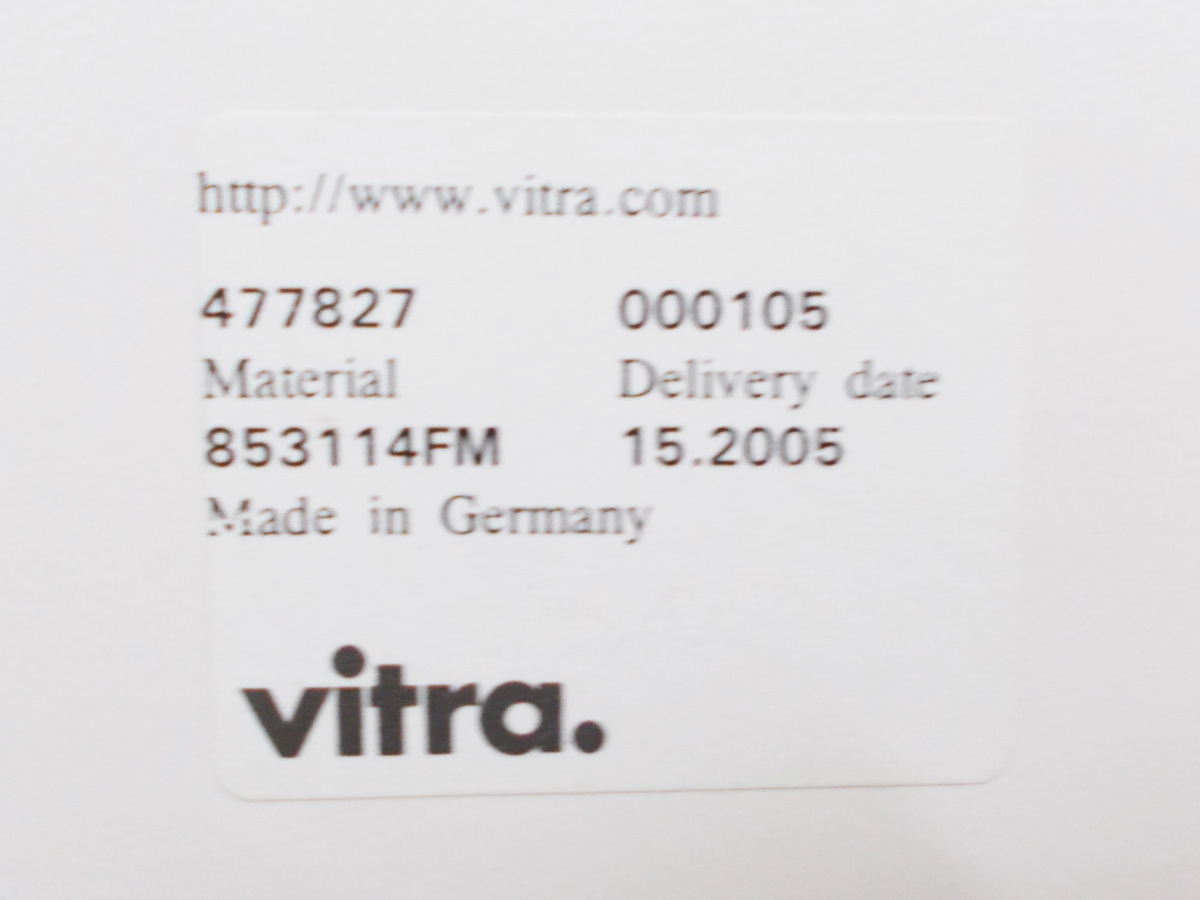 http://www.vitra.com
477827 000105
Material Delivery date
853114FM 15.2005
Made in Germany
vitra.